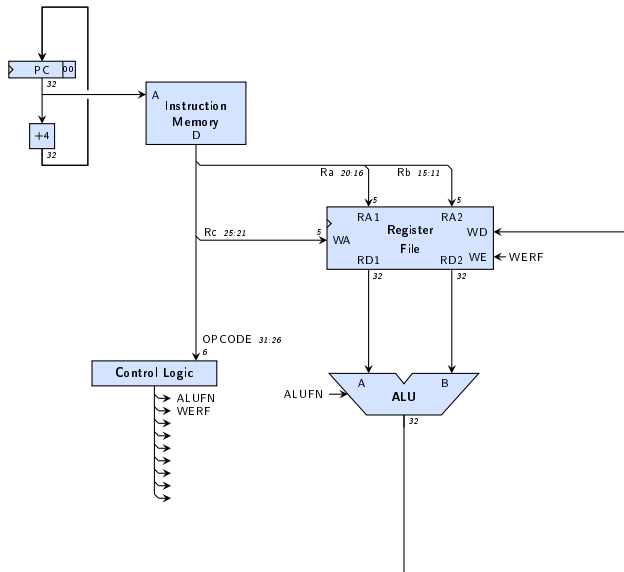 PC 00
32
A
Instruction
Memory
D
+4
32
Ra 20:16 Rb 15:11
5 5
RA1 RA2
Rc 25:21 5 WA
Register
File
WD
WE WERF
RD1 RD2
32 32
OPCODE 31:26
6
Control Logic
ALUFN
WERF
ALUFN
A B
ALU
32